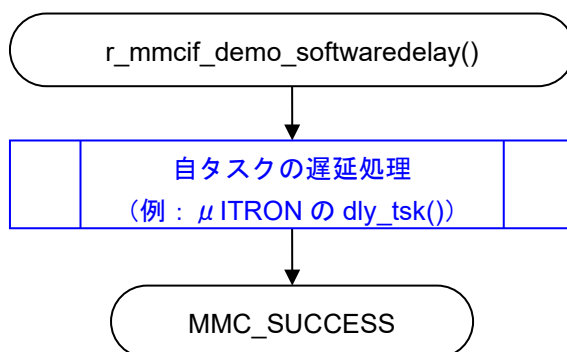 r_mmcif_demo_softwaredelay()
自タスクの遅延処理
（例：μITRON の dly_tsk()）
MMC_SUCCESS